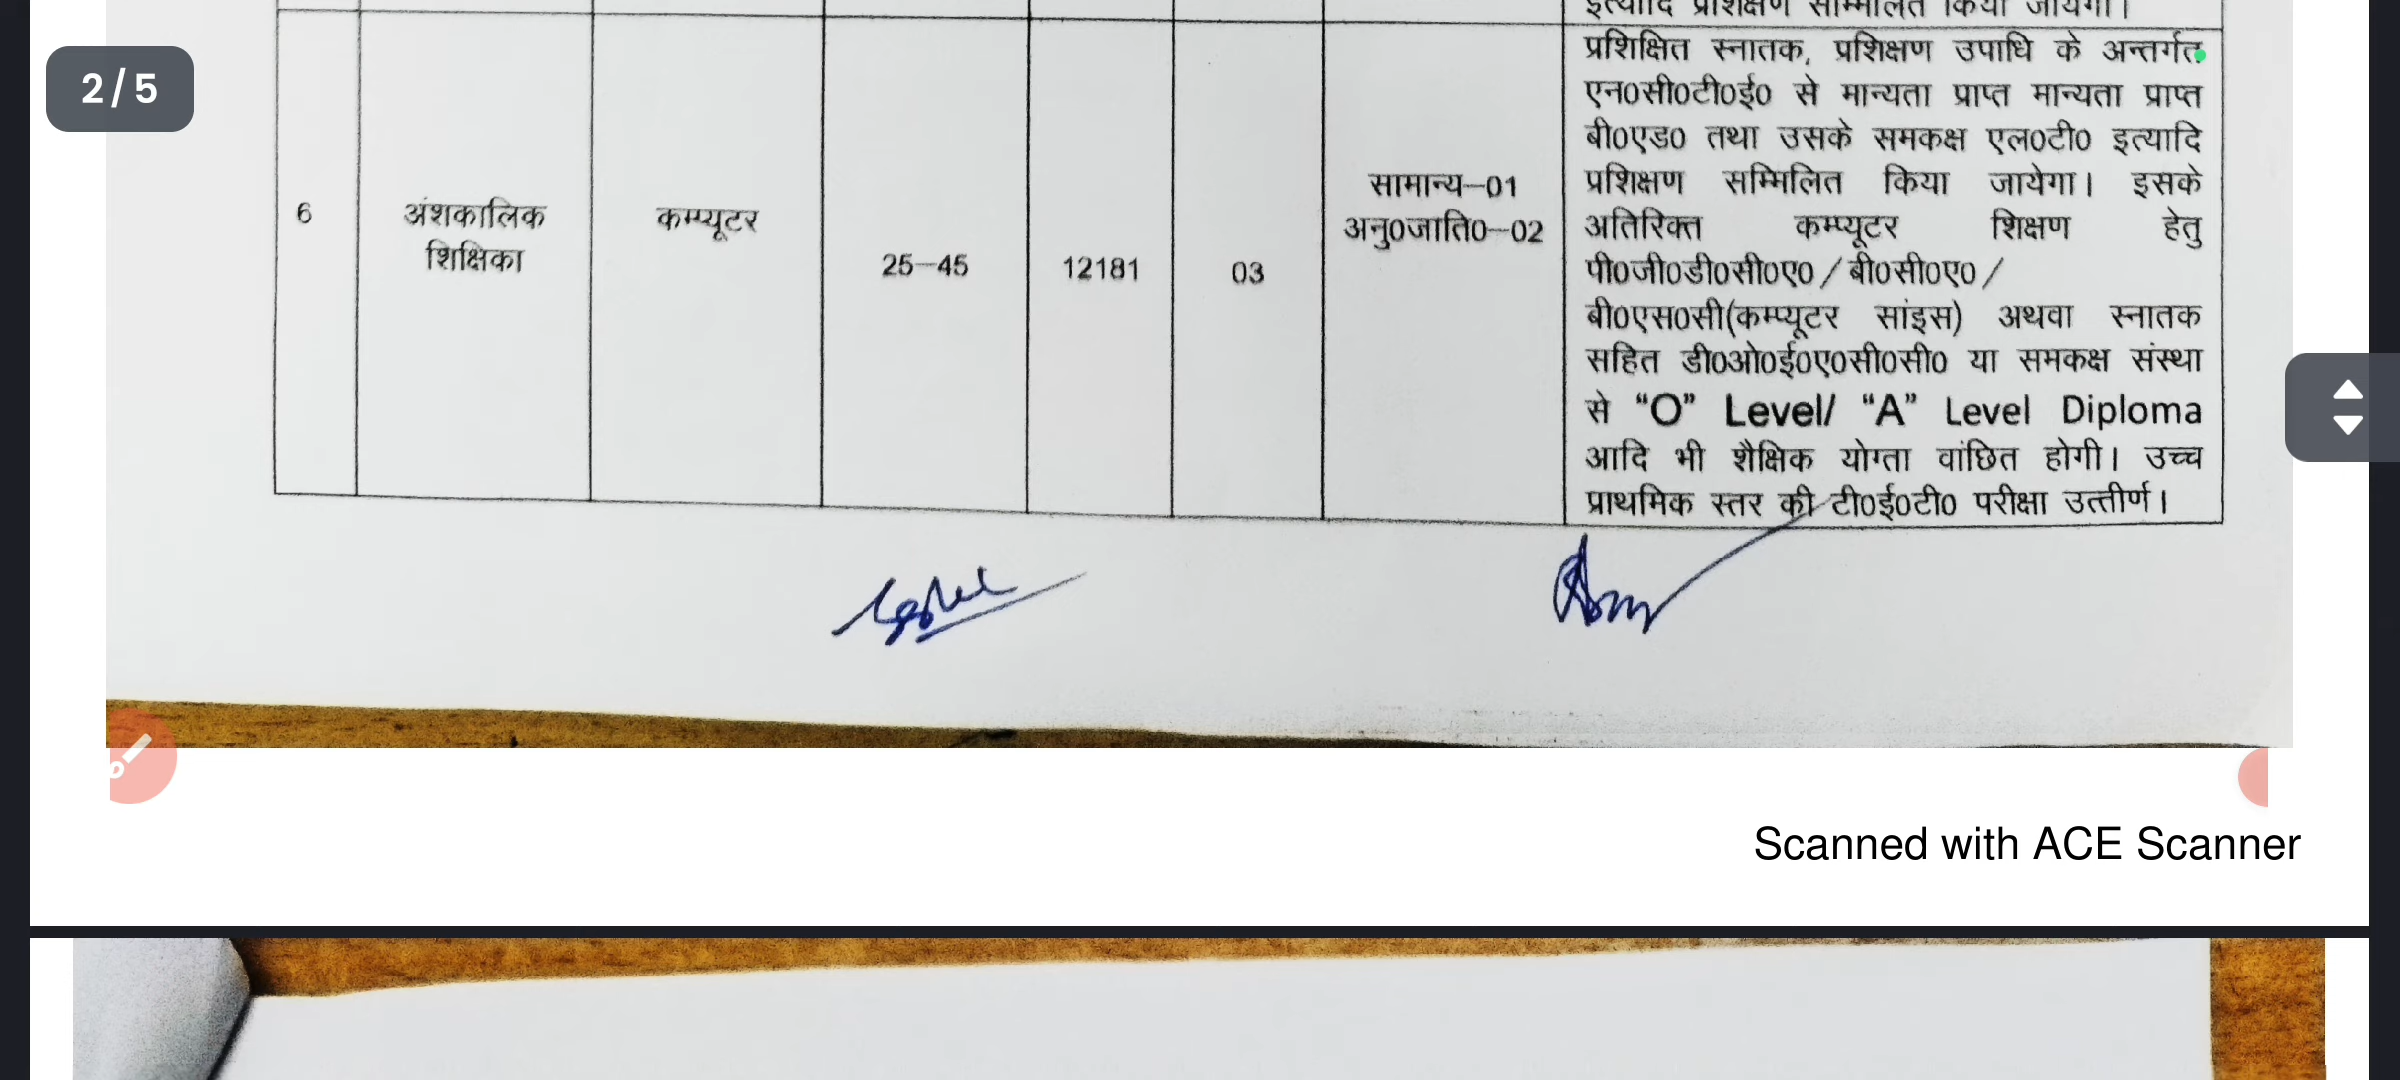 2/5
इत्यादि प्रशिक्षण सम्मिलित किया जायेगा।
6
अंशकालिक
शिक्षिका
कम्प्यूटर
25–45
12181
03
सामान्य–01
अनु0जाति0–02
प्रशिक्षित स्नातक, प्रशिक्षण उपाधि के अन्तर्गत
एन0सी0टी0ई0 से मान्यता प्राप्त मान्यता प्राप्त
बी0एड0 तथा उसके समकक्ष एल0टी0 इत्यादि
प्रशिक्षण सम्मिलित किया जायेगा। इसके
अतिरिक्त कम्प्यूटर शिक्षण हेतु
पी0जी0डी0सी0ए0/बी0सी0ए0/
बी0एस0सी(कम्प्यूटर सांइस) अथवा स्नातक
सहित डी0ओ0ई0ए0सी0सी0 या समकक्ष संस्था
से “O” Level/ “A” Level Diploma
आदि भी शैक्षिक योग्ता वांछित होगी। उच्च
प्राथमिक स्तर की टी0ई0टी0 परीक्षा उत्तीर्ण।
Scanned with ACE Scanner